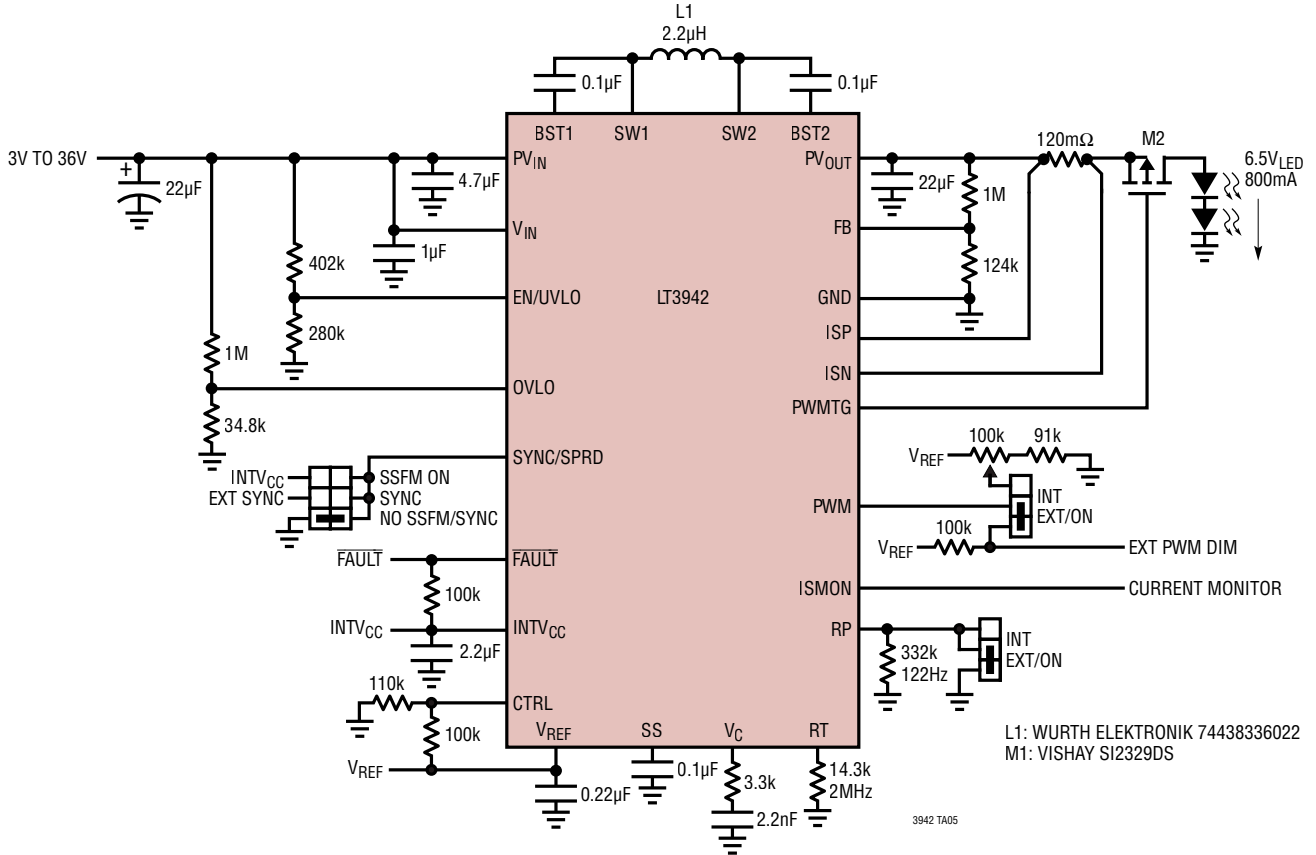 L1
2.2µH
0.1µF
0.1µF
BST1
SW1
SW2
BST2
3V TO 36V
+
22µF
4.7µF
PVIN
PVOUT
22µF
1M
120mΩ
M2
6.5VLED
800mA
VIN
1µF
FB
402k
124k
EN/UVLO
LT3942
GND
280k
ISP
1M
ISN
OVLO
PWMTG
34.8k
SYNC/SPRD
INTVCC
SSFM ON
EXT SYNC
SYNC
NO SSFM/SYNC
VREF
100k
91k
PWM
INT
EXT/ON
VREF
100k
EXT PWM DIM
FAULT
FAULT
100k
ISMON
CURRENT MONITOR
INTVCC
INTVCC
2.2µF
RP
332k
122Hz
INT
EXT/ON
110k
CTRL
100k
VREF
VREF
SS
VC
RT
0.22µF
0.1µF
3.3k
2.2nF
14.3k
2MHz
L1: WURTH ELEKTRONIK 74438336022
M1: VISHAY SI2329DS
3942 TA05